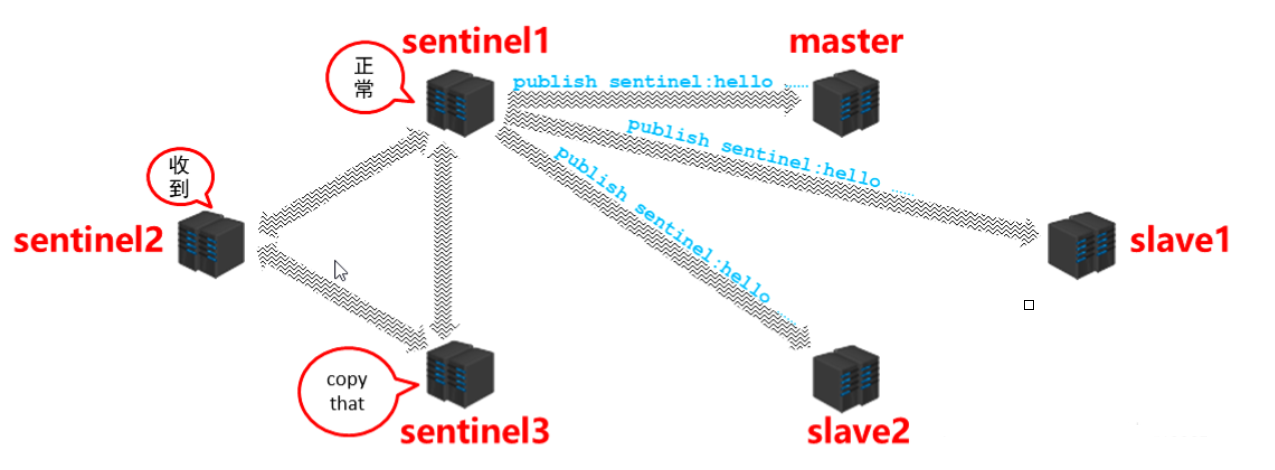 sentinel1
master
正
常
publish sentinel:hello ......
publish sentinel:hello ......
publish sentinel:hello ......
收
到
sentinel2
slave1
copy
that
sentinel3
slave2